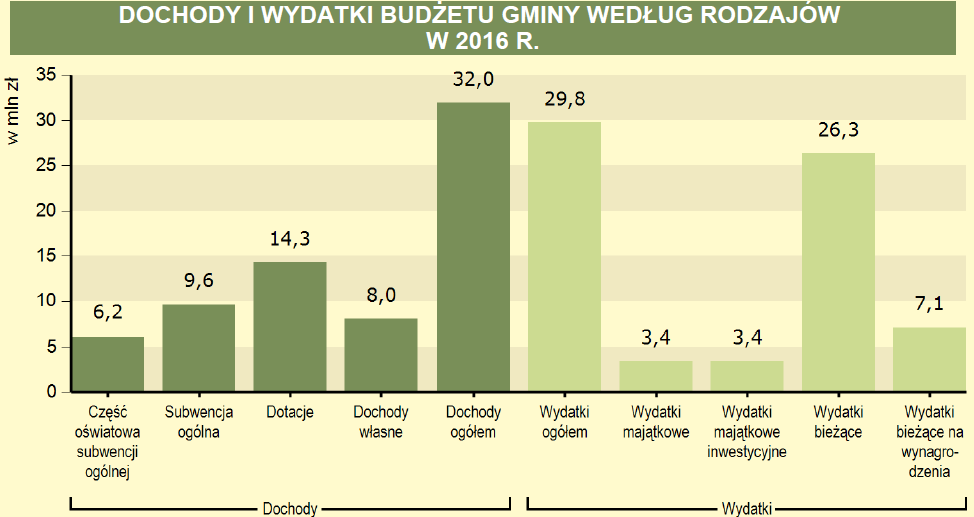 DOCHODY I WYDATKI BUDŻETU GMINY WEDŁUG RODZAJÓW
W 2016 R.
w mln zł
35
30
25
20
15
10
5
0
6,2
9,6
14,3
8,0
32,0
29,8
3,4
3,4
26,3
7,1
Część
oświatowa
subwencji
ogólnej
Subwencja
ogólna
Dotacje
Dochody
własne
Dochody
ogółem
Wydatki
ogółem
Wydatki
majątkowe
Wydatki
majątkowe
inwestycyjne
Wydatki
bieżące
Wydatki
bieżące na
wynagro-
dzenia
Dochody
Wydatki